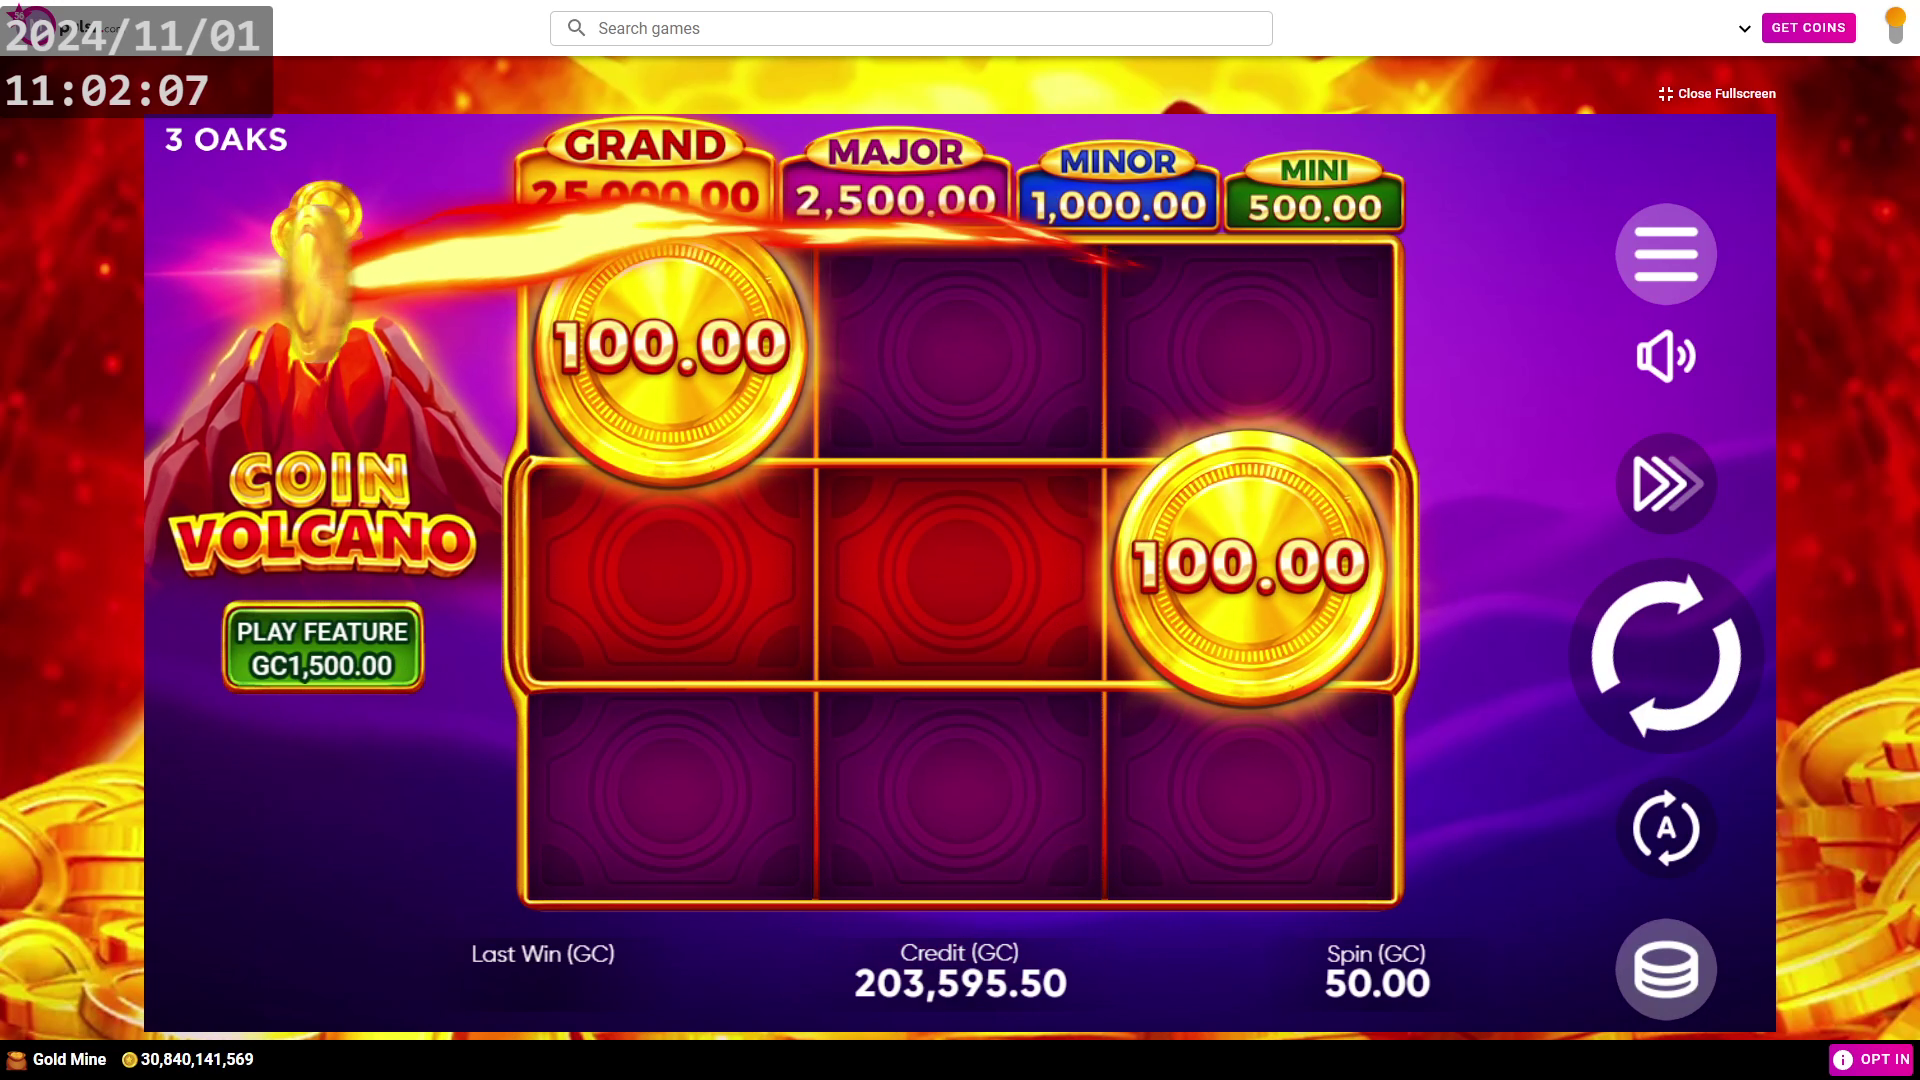 2024/11/01
11:02:07
Search games
GET COINS
Close Fullscreen
3 OAKS
GRAND
25,000.00
MAJOR
2,500.00
MINOR
1,000.00
MINI
500.00
100.00
100.00
COIN
VOLCANO
PLAY FEATURE
GC1,500.00
A
Last Win (GC)
Credit (GC)
203,595.50
Spin (GC)
50.00
Gold Mine
30,840,141,569
OPT IN